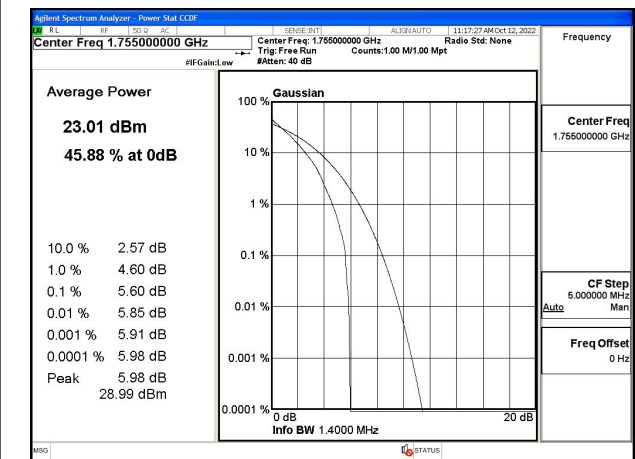 Agilent Spectrum Analyzer - Power Stat CCDF
LXI RL RF 50 Ω AC SENSE:INT ALIGNAUTO 11:17:27 AM Oct 12, 2022
Center Freq 1.755000000 GHz
Center Freq: 1.755000000 GHz Radio Std: None
Trig: Free Run Counts:1.00 M/1.00 Mpt
#IFGain:Low #Atten: 40 dB
Frequency
Average Power
23.01 dBm
45.88 % at 0dB
10.0 % 2.57 dB
1.0 % 4.60 dB
0.1 % 5.60 dB
0.01 % 5.85 dB
0.001 % 5.91 dB
0.0001 % 5.98 dB
Peak 5.98 dB
28.99 dBm
Gaussian
100 %
10 %
1 %
0.1 %
0.01 %
0.001 %
0.0001 %
0 dB 20 dB
Info BW 1.4000 MHz
Center Freq
1.755000000 GHz
CF Step
5.000000 MHz
Auto Man
Freq Offset
0 Hz
MSG STATUS